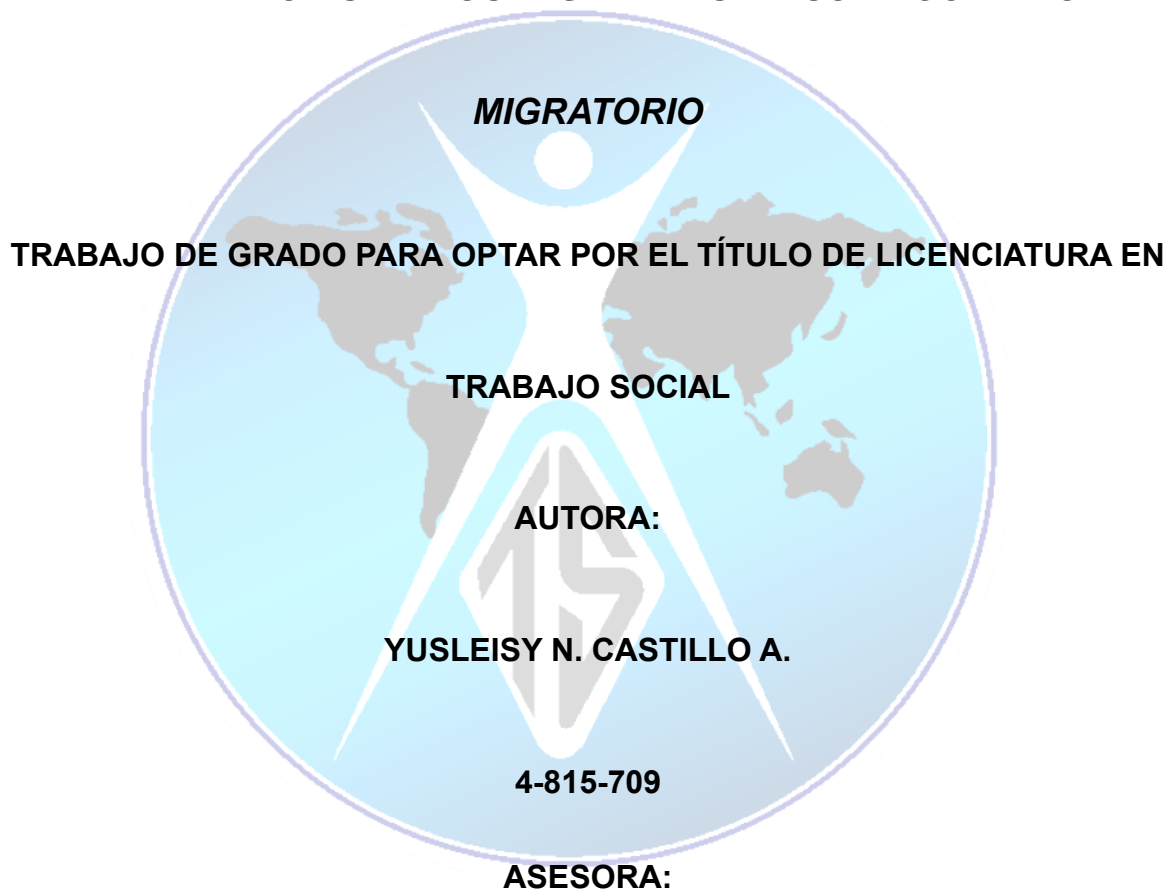 MIGRATORIO
TRABAJO DE GRADO PARA OPTAR POR EL TÍTULO DE LICENCIATURA EN
TRABAJO SOCIAL
AUTORA:
TS
YUSLEISY N. CASTILLO A.
4-815-709
ASESORA: